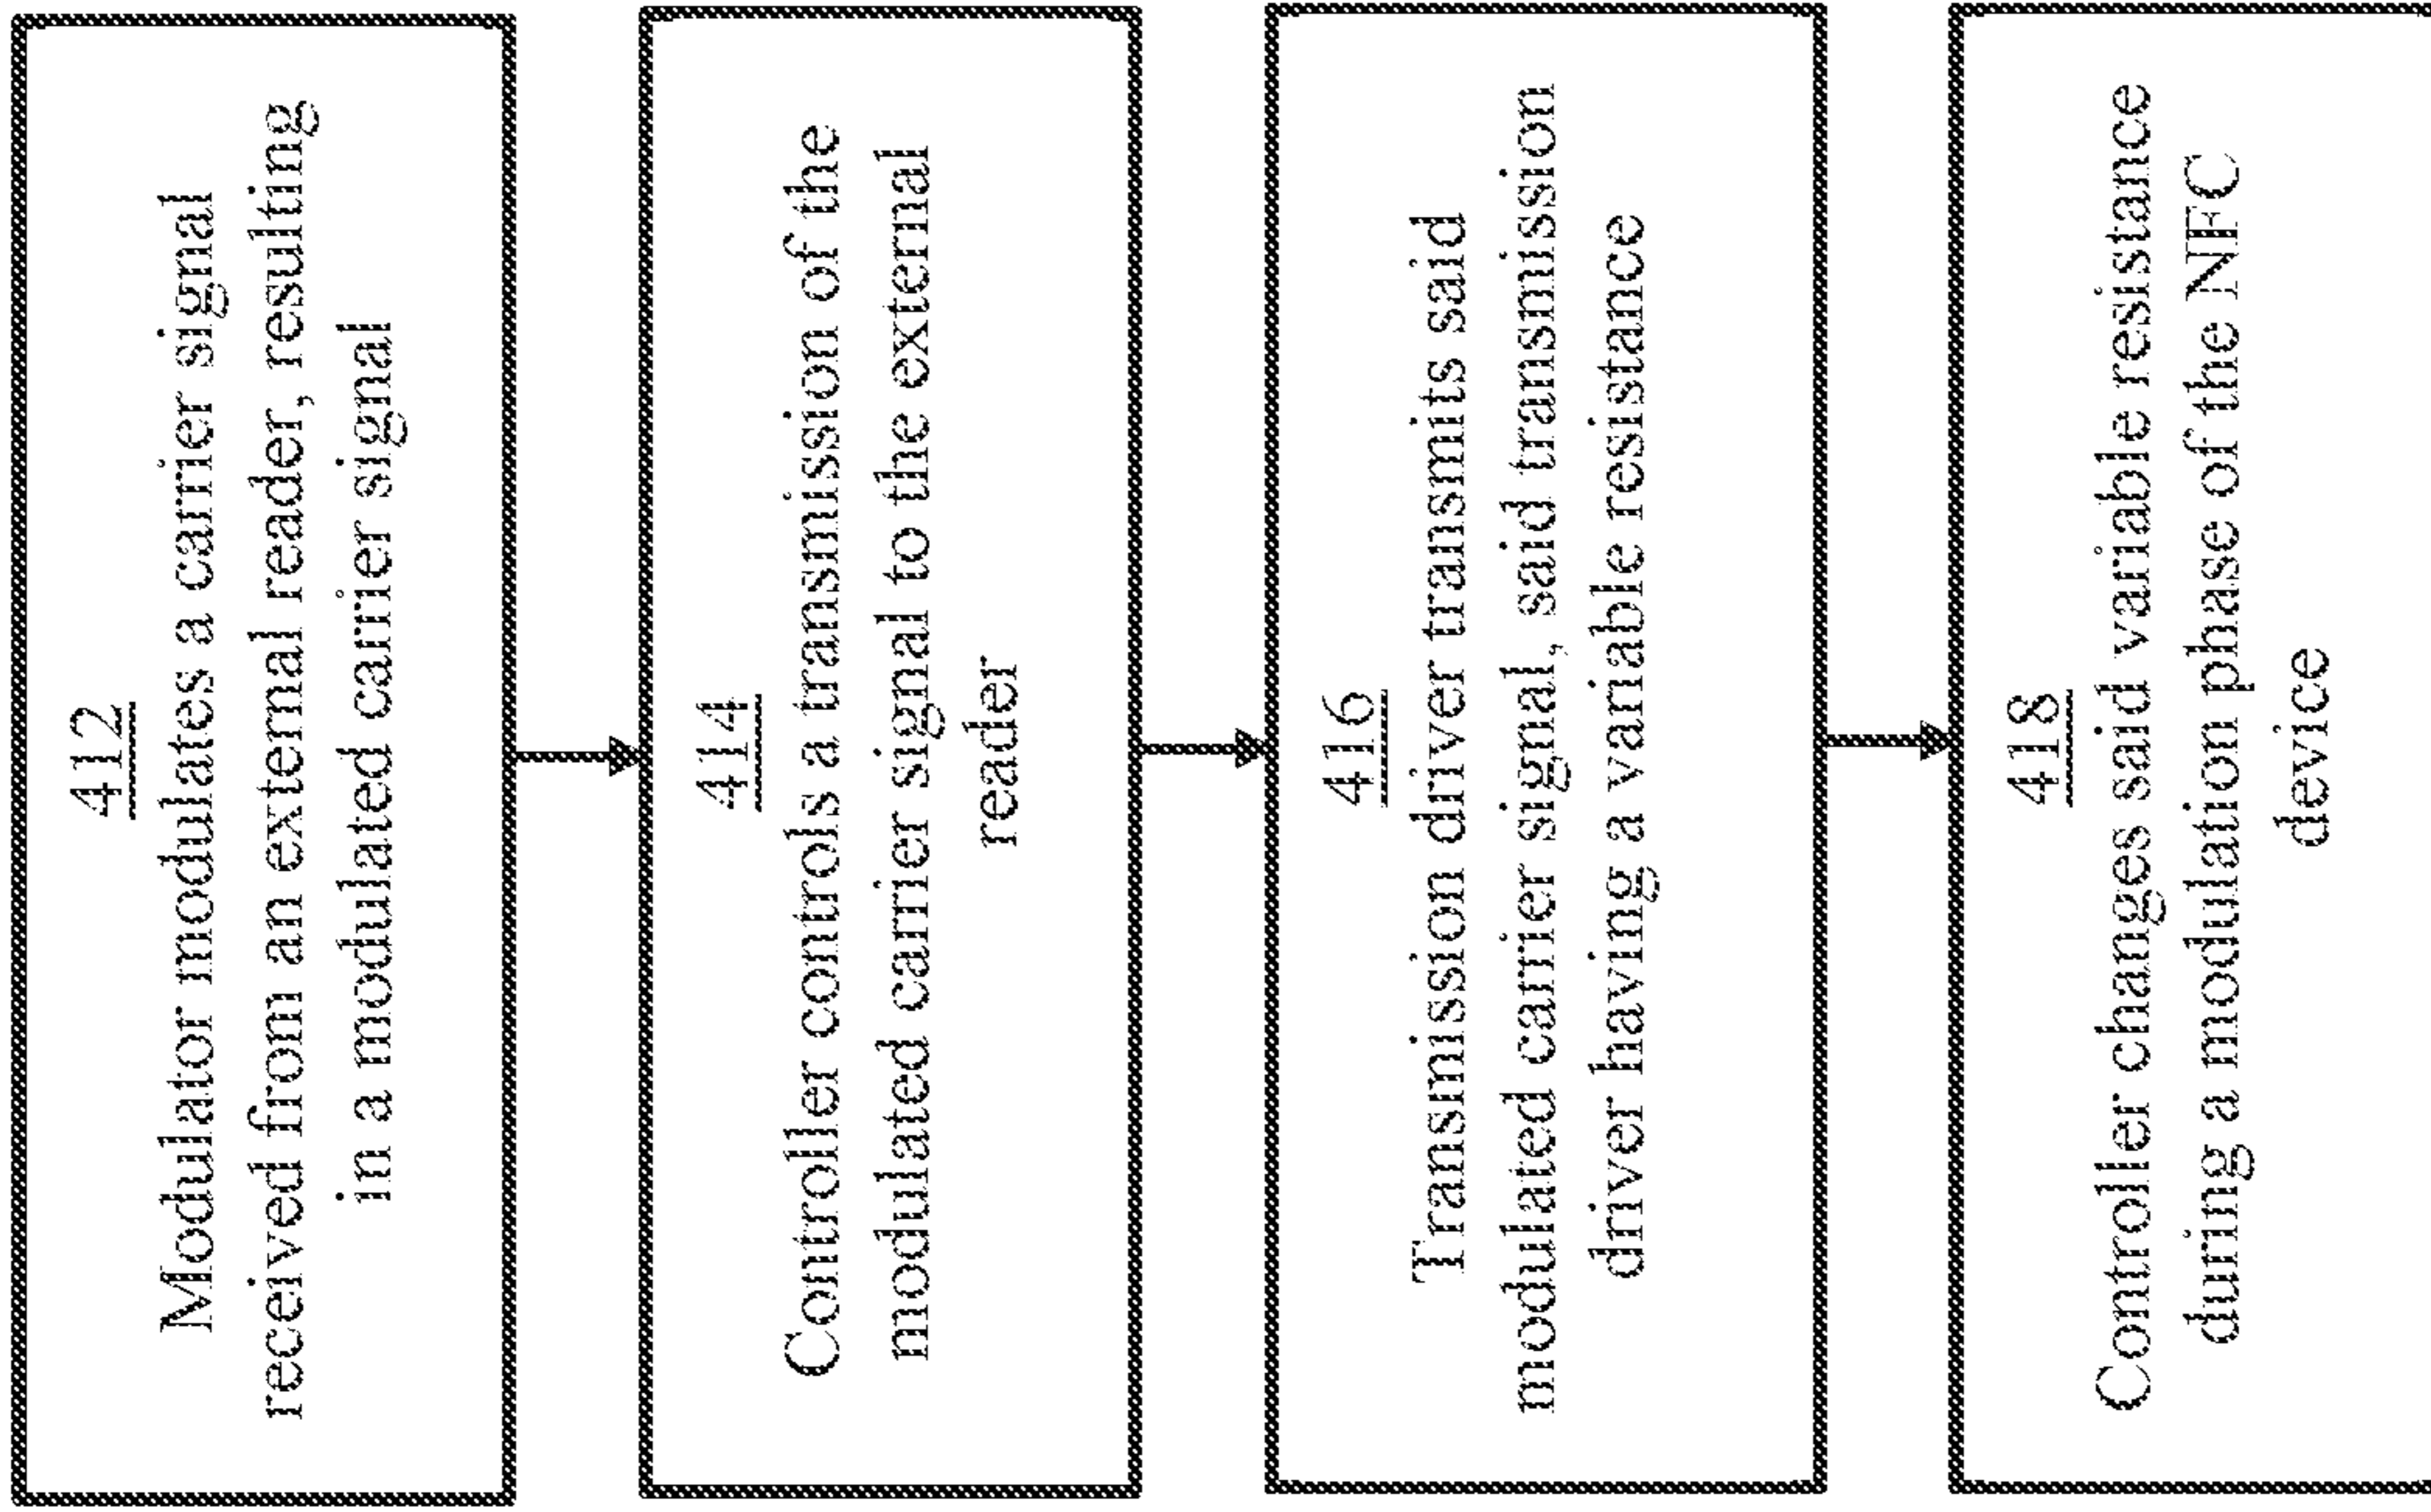 412
Modulator modulates a carrier signal
received from an external reader, resulting
in a modulated carrier signal
414
Controller controls a transmission of the
modulated carrier signal to the external
reader
416
Transmission driver transmits said
modulated carrier signal, said transmission
driver having a variable resistance
418
Controller changes said variable resistance
during a modulation phase of the NFC
device